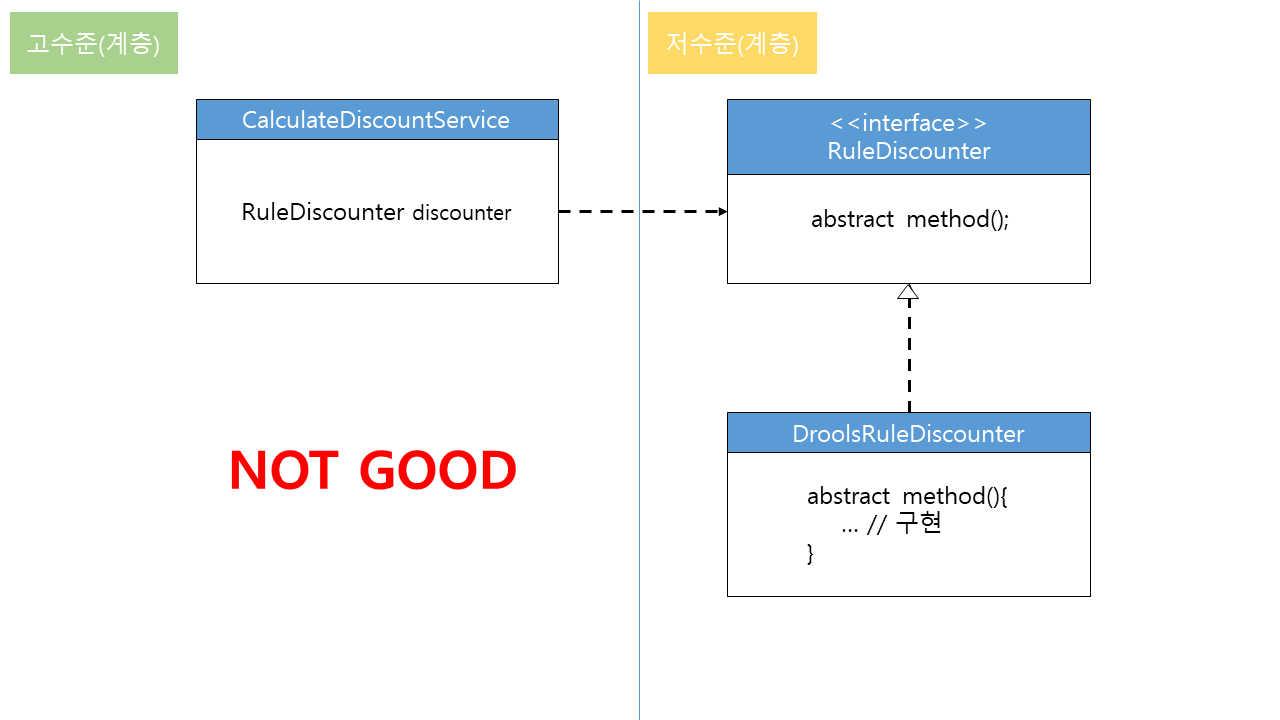 고수준(계층)
저수준(계층)
CalculateDiscountService
RuleDiscounter discounter
<<interface>>
RuleDiscounter
abstract method();
NOT GOOD
DroolsRuleDiscounter
abstract method(){
... // 구현
}